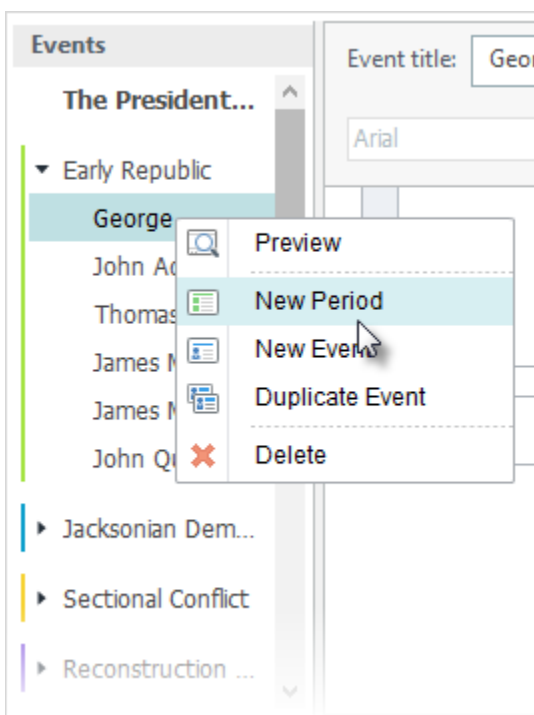 Events
Event title:
Geor
The President...
Arial
Early Republic
George
John Ad
Thomas
James M
James M
John Qu
Preview
New Period
New Event
Duplicate Event
Delete
Jacksonian Dem...
Sectional Conflict
Reconstruction ...